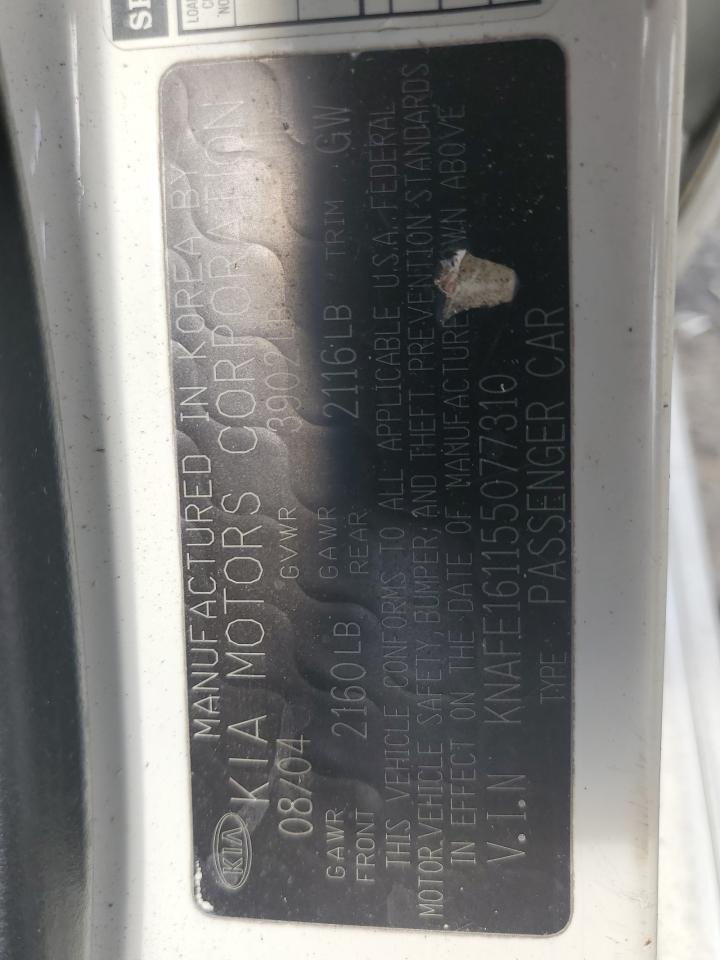 MANUFACTURED IN KOREA BY
KIA KIA MOTORS CORPORATION
08/04 GVWR 3902LB
GAWR FRONT 2160LB GAWR REAR 2116LB TRIM GW
THIS VEHICLE CONFORMS TO ALL APPLICABLE U.S.A. FEDERAL
MOTOR VEHICLE SAFETY, BUMPER, AND THEFT PREVENTION STANDARDS
IN EFFECT ON THE DATE OF MANUFACTURE WN ABOVE
V.I.N KNAFE161155077310
TYPE PASSENGER CAR